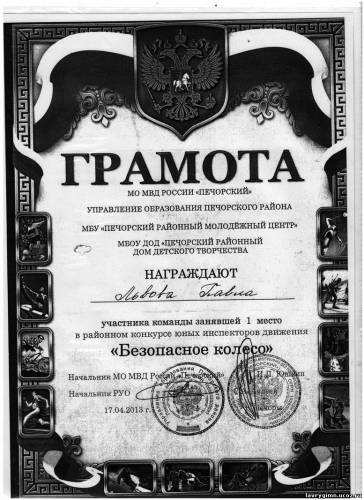 ГРАМОТА
МО МВД РОССИИ «ПЕЧОРСКИЙ»
УПРАВЛЕНИЕ ОБРАЗОВАНИЯ ПЕЧОРСКОГО РАЙОНА
МБУ «ПЕЧОРСКИЙ РАЙОННЫЙ МОЛОДЁЖНЫЙ ЦЕНТР»
МБОУ ДОД «ПЕЧОРСКИЙ РАЙОННЫЙ
ДОМ ДЕТСКОГО ТВОРЧЕСТВА
НАГРАЖДАЮТ
Львова Павла
участника команды занявшей 1 место
в районном конкурсе юных инспекторов движения
«Безопасное колесо»
Начальник МО МВД России «Печорский»
Начальник РУО
17.04.2013 г.